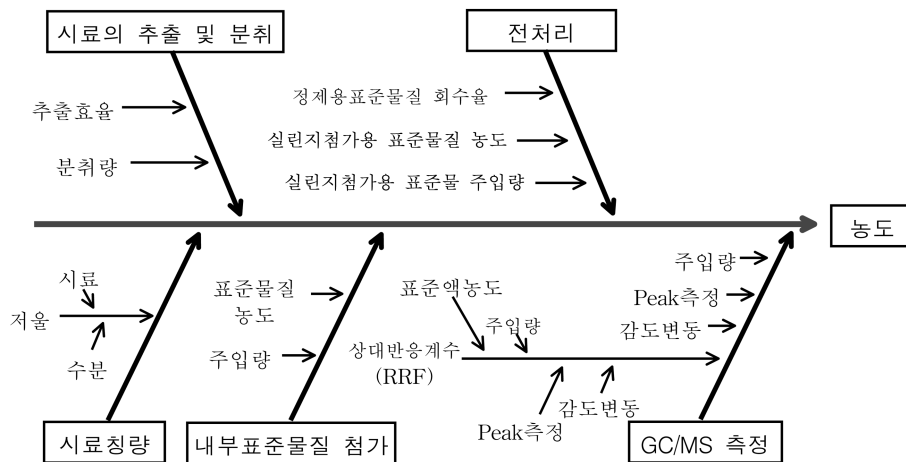 시료의 추출 및 분취
전처리
추출효율
분취량
정제용표준물질 회수율
실린지첨가용 표준물질 농도
실린지첨가용 표준물 주입량
농도
시료
저울
수분
표준물질
농도
주입량
표준액농도
주입량
상대반응계수
(RRF)
Peak측정
감도변동
주입량
Peak측정
감도변동
시료칭량
내부표준물질 첨가
GC/MS 측정